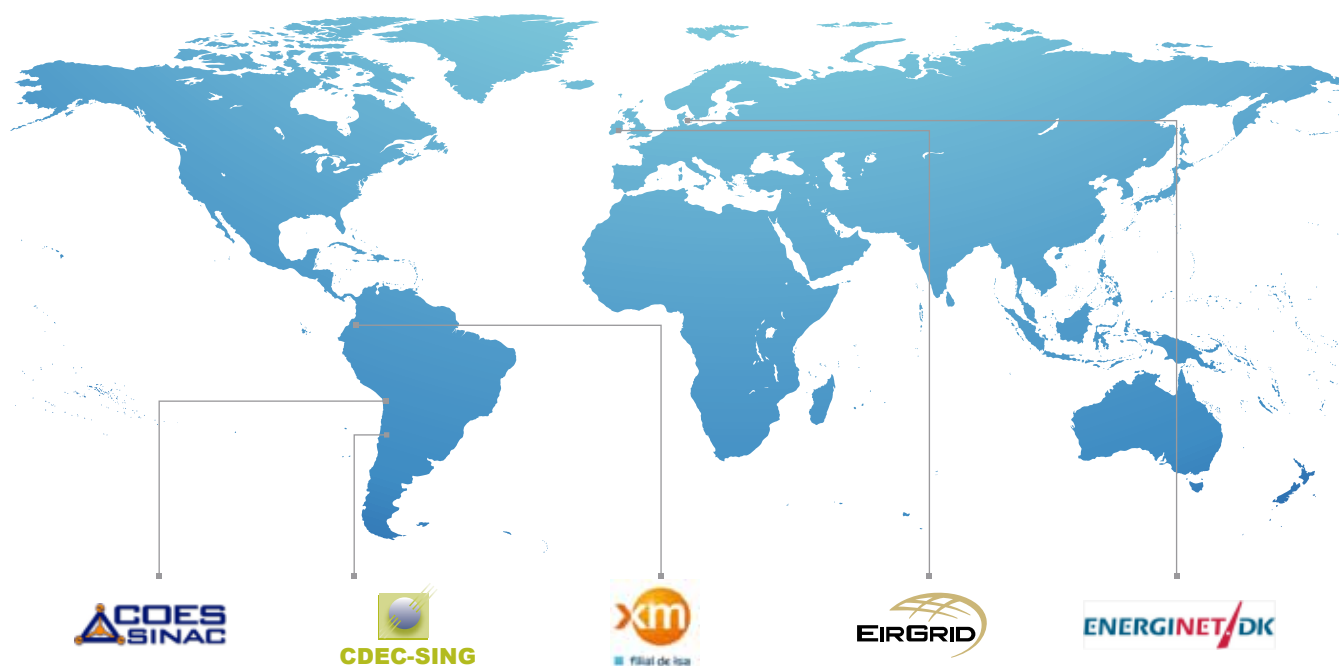 COES
SINAC
CDEC-SING
xm
filial de isa
EIRGRID
ENERGINET/DK